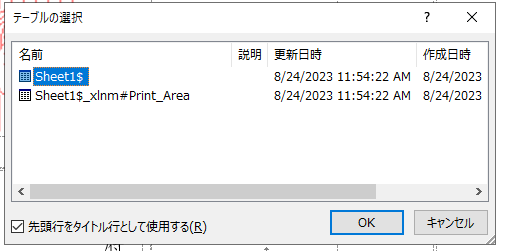 テーブルの選択
名前 説明 更新日時 作成日時
Sheet1$ 8/24/2023 11:54:22 AM 8/24/2023
Sheet1$_xlnm#Print_Area 8/24/2023 11:54:22 AM 8/24/2023
先頭行をタイトル行として使用する(R)
OK キャンセル